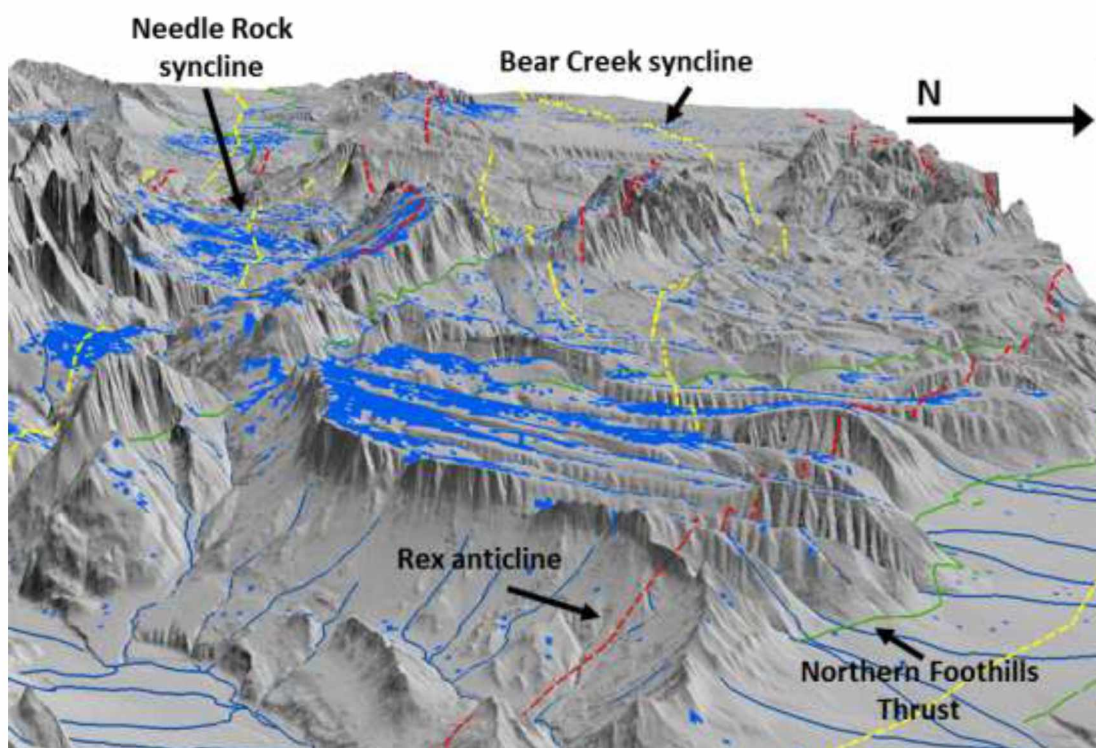 Needle Rock
syncline
Bear Creek syncline
N
Rex anticline
Northern Foothills
Thrust